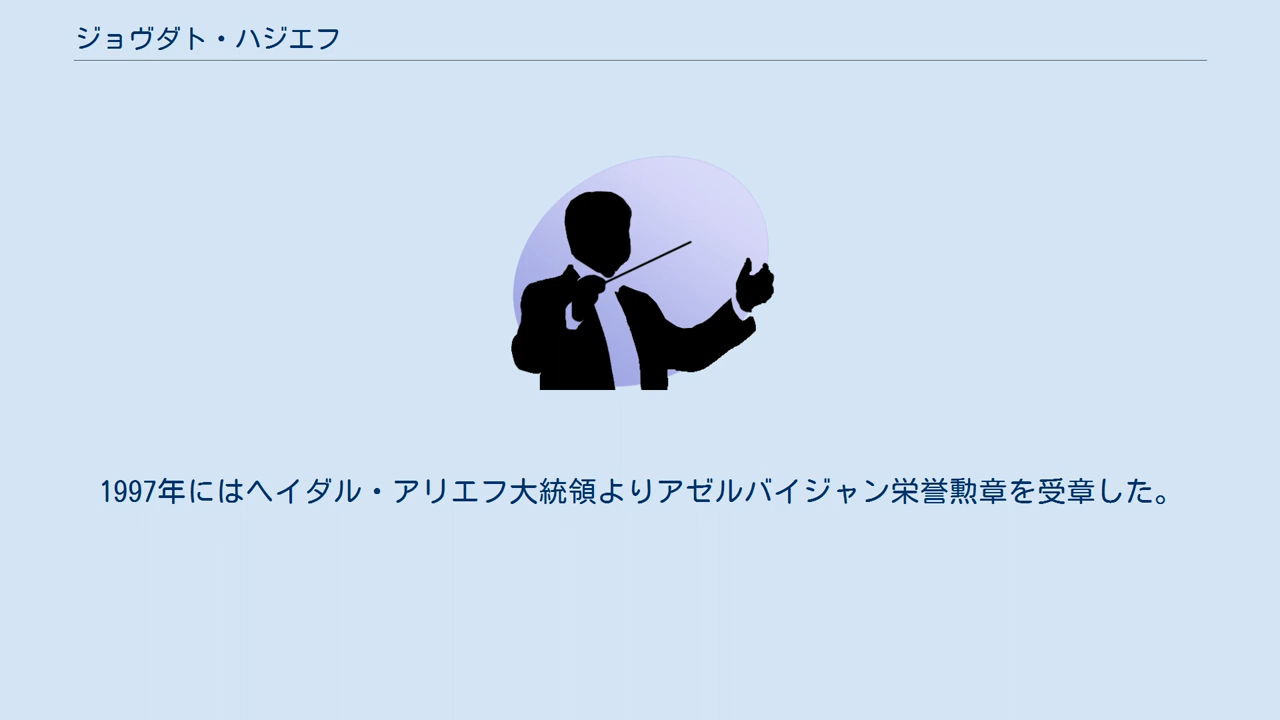 ジョヴダト・ハジエフ
1997年にはヘイダル・アリエフ大統領よりアゼルバイジャン栄誉勲章を受章した。